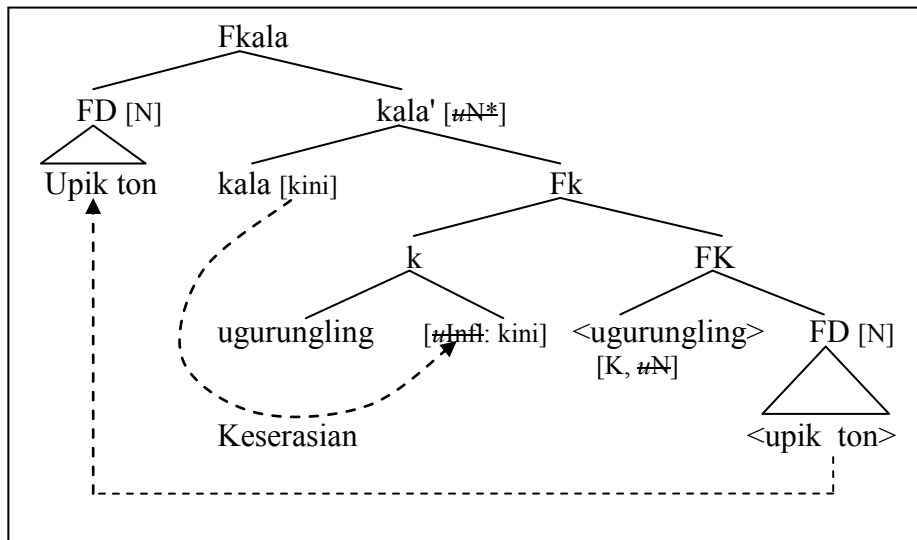 Fkala
FD [N] kala' [uN*]
Upik ton kala [kini] Fk
k FK
ugurungling [uInfl: kini] <ugurungling> FD [N]
[K, uN]
Keserasian <upik ton>